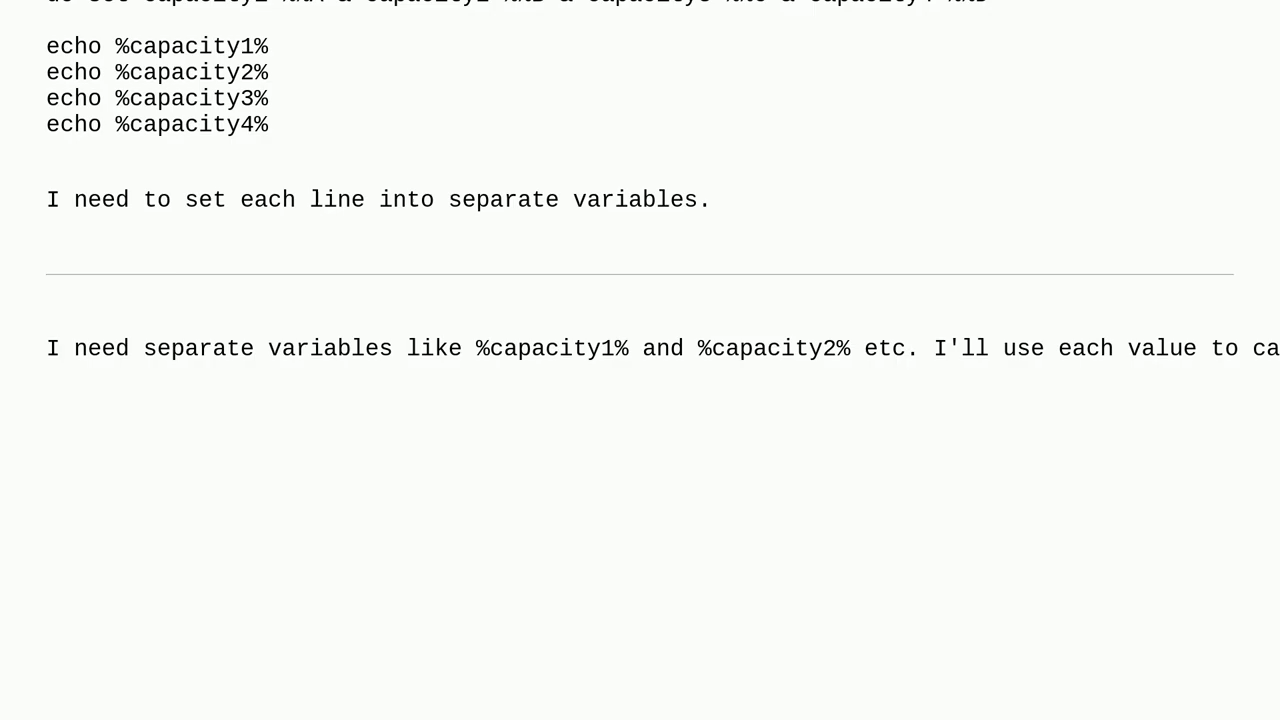 echo %capacity1%
echo %capacity2%
echo %capacity3%
echo %capacity4%
I need to set each line into separate variables.
I need separate variables like %capacity1% and %capacity2% etc. I'll use each value to